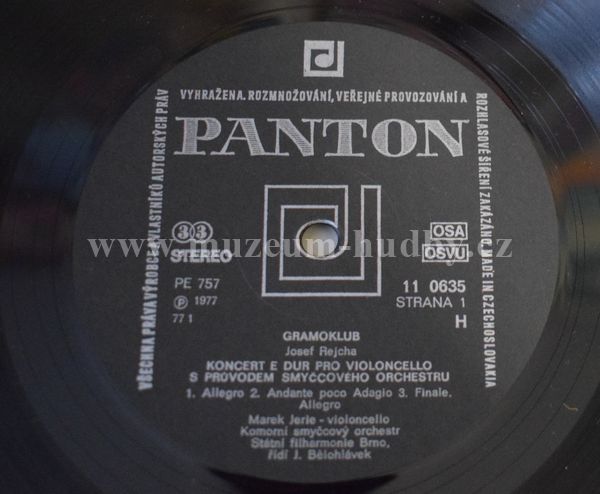 VŠECHNA PRÁVA VÝROBCE A VLASTNÍKŮ AUTORSKÝCH PRÁV
VYHRAŽENA. ROZMNOŽOVÁNÍ, VEŘEJNÉ PROVOZOVÁNÍ A
ROZHLASOVÉ ŠÍŘENÍ ZAKÁZÁNO. MADE IN CZECHOSLOVAKIA
PANTON
33
STEREO
OSA
OSVU
www.muzeum-hudby.cz
PE 757
℗ 1977
77 1
11 0635
STRANA 1
H
GRAMOKLUB
Josef Rejcha
KONCERT E DUR PRO VIOLONCELLO
S PRŮVODEM SMYČCOVÉHO ORCHESTRU
1. Allegro 2. Andante poco Adagio 3. Finale.
Allegro
Marek Jerie - violoncello
Komorní smyčcový orchestr
Státní filharmonie Brno,
řídí J. Bělohlávek